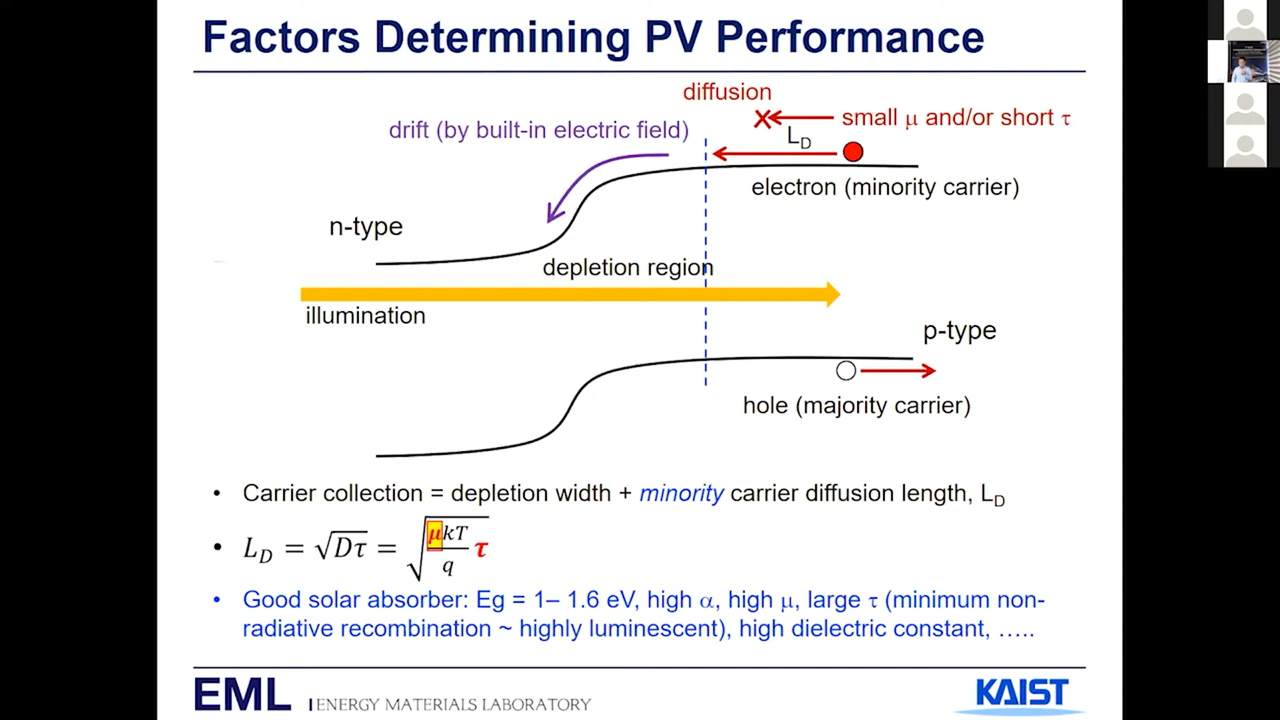 Factors Determining PV Performance
diffusion
small μ and/or short τ
drift (by built-in electric field)
L_D
electron (minority carrier)
n-type
depletion region
illumination
p-type
hole (majority carrier)
• Carrier collection = depletion width + minority carrier diffusion length, L_D
• L_D = √(Dτ) = √(μkT/q τ)
• Good solar absorber: Eg = 1– 1.6 eV, high α, high μ, large τ (minimum non-
radiative recombination ~ highly luminescent), high dielectric constant, …..
EML | ENERGY MATERIALS LABORATORY
KAIST